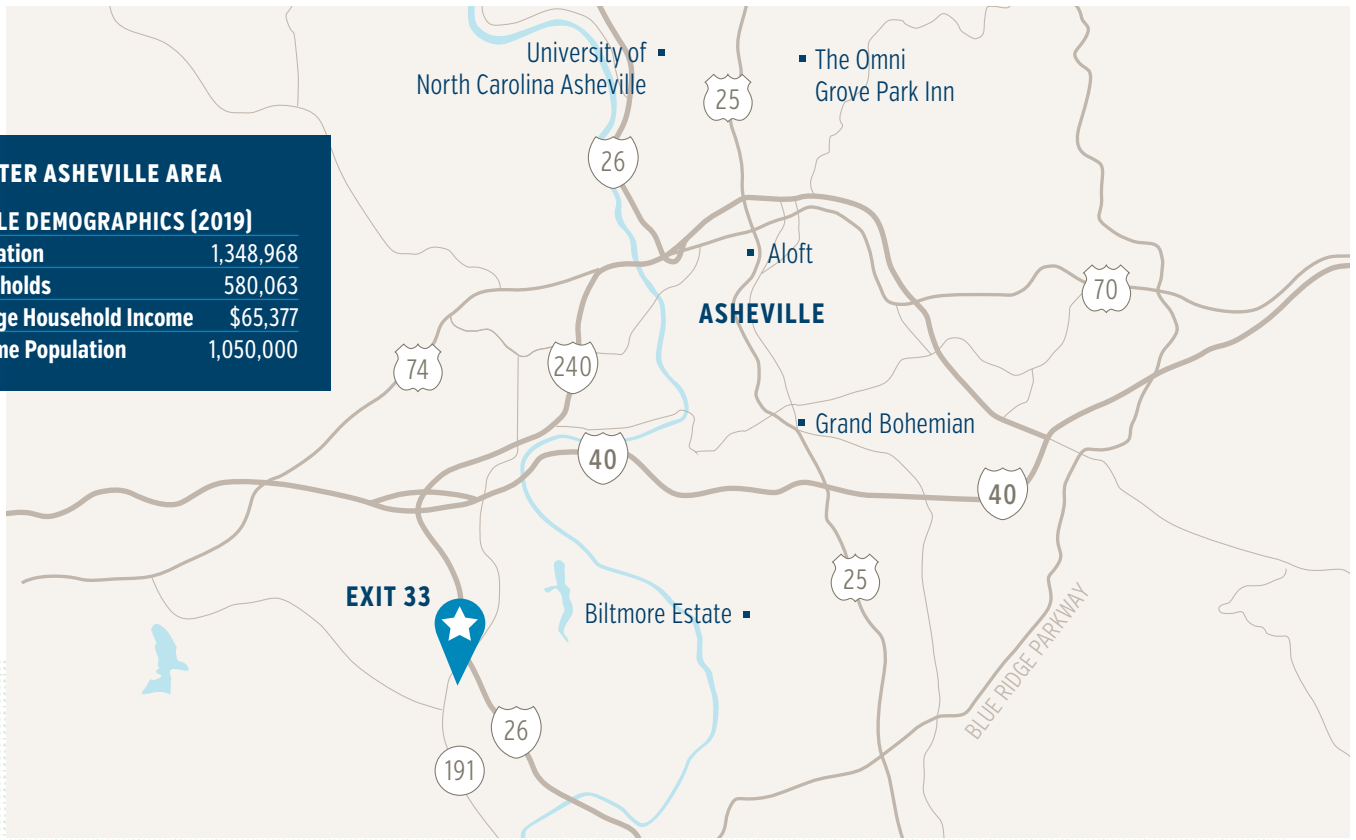 University of
North Carolina Asheville
The Omni
Grove Park Inn
25
26
TER ASHEVILLE AREA
LE DEMOGRAPHICS (2019)
ation 1,348,968
holds 580,063
ge Household Income $65,377
me Population 1,050,000
Aloft
70
ASHEVILLE
74
240
Grand Bohemian
40
40
25
EXIT 33
Biltmore Estate
BLUE RIDGE PARKWAY
26
191